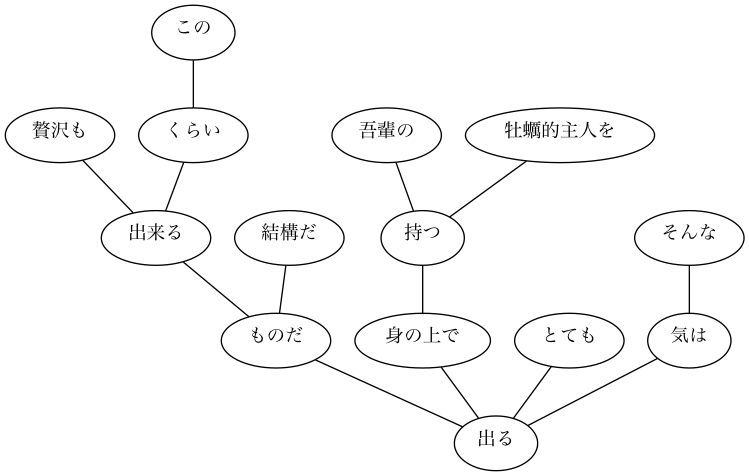 この
贅沢も
くらい
吾輩の
牡蠣的主人を
出来る
結構だ
持つ
そんな
ものだ
身の上で
とても
気は
出る